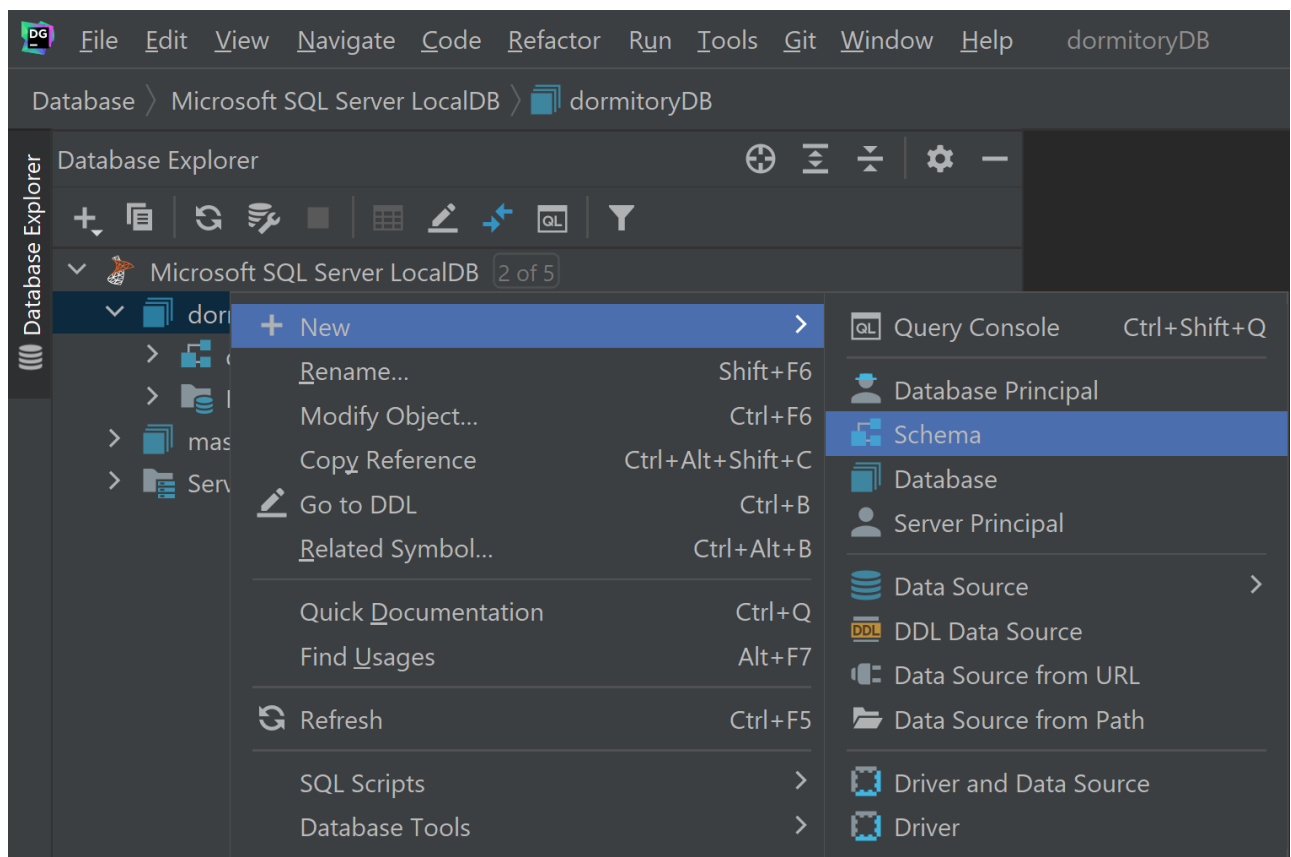 DG File Edit View Navigate Code Refactor Run Tools Git Window Help dormitoryDB
Database Microsoft SQL Server LocalDB dormitoryDB
Database Explorer
Database Explorer
QL
Microsoft SQL Server LocalDB 2 of 5
New
Rename... Shift+F6
Modify Object... Ctrl+F6
Copy Reference Ctrl+Alt+Shift+C
Go to DDL Ctrl+B
Related Symbol... Ctrl+Alt+B
Quick Documentation Ctrl+Q
Find Usages Alt+F7
Refresh Ctrl+F5
SQL Scripts
Database Tools
QL Query Console Ctrl+Shift+Q
Database Principal
Schema
Database
Server Principal
Data Source
DDL DDL Data Source
Data Source from URL
Data Source from Path
Driver and Data Source
Driver